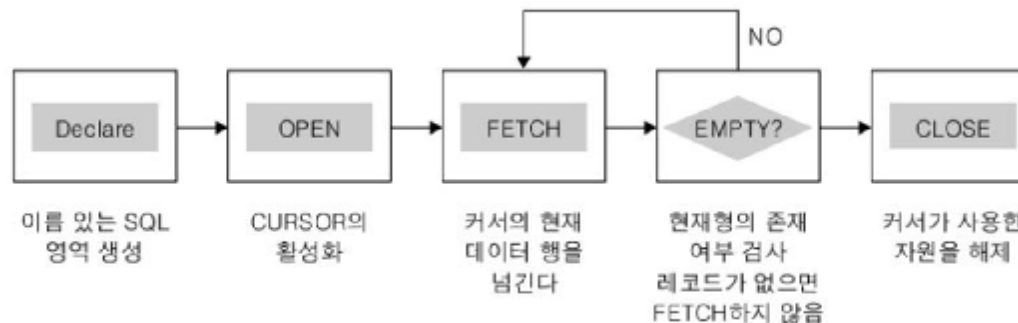 NO
Declare
OPEN
FETCH
EMPTY?
CLOSE
이름 있는 SQL
영역 생성
CURSOR의
활성화
커서의 현재
데이터 행을
넘긴다
현재형의 존재
여부 검사
레코드가 없으면
FETCH하지 않음
커서가 사용한
자원을 해제